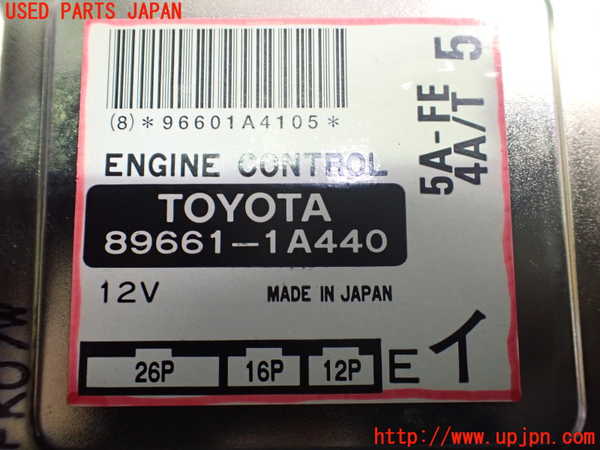 USED PARTS JAPAN
(8)*96601A4105*
ENGINE CONTROL
TOYOTA
89661-1A440
12V
MADE IN JAPAN
26P
16P
12P
E
イ
5A-FE
4A/T
5
http://www.upjpn.com/